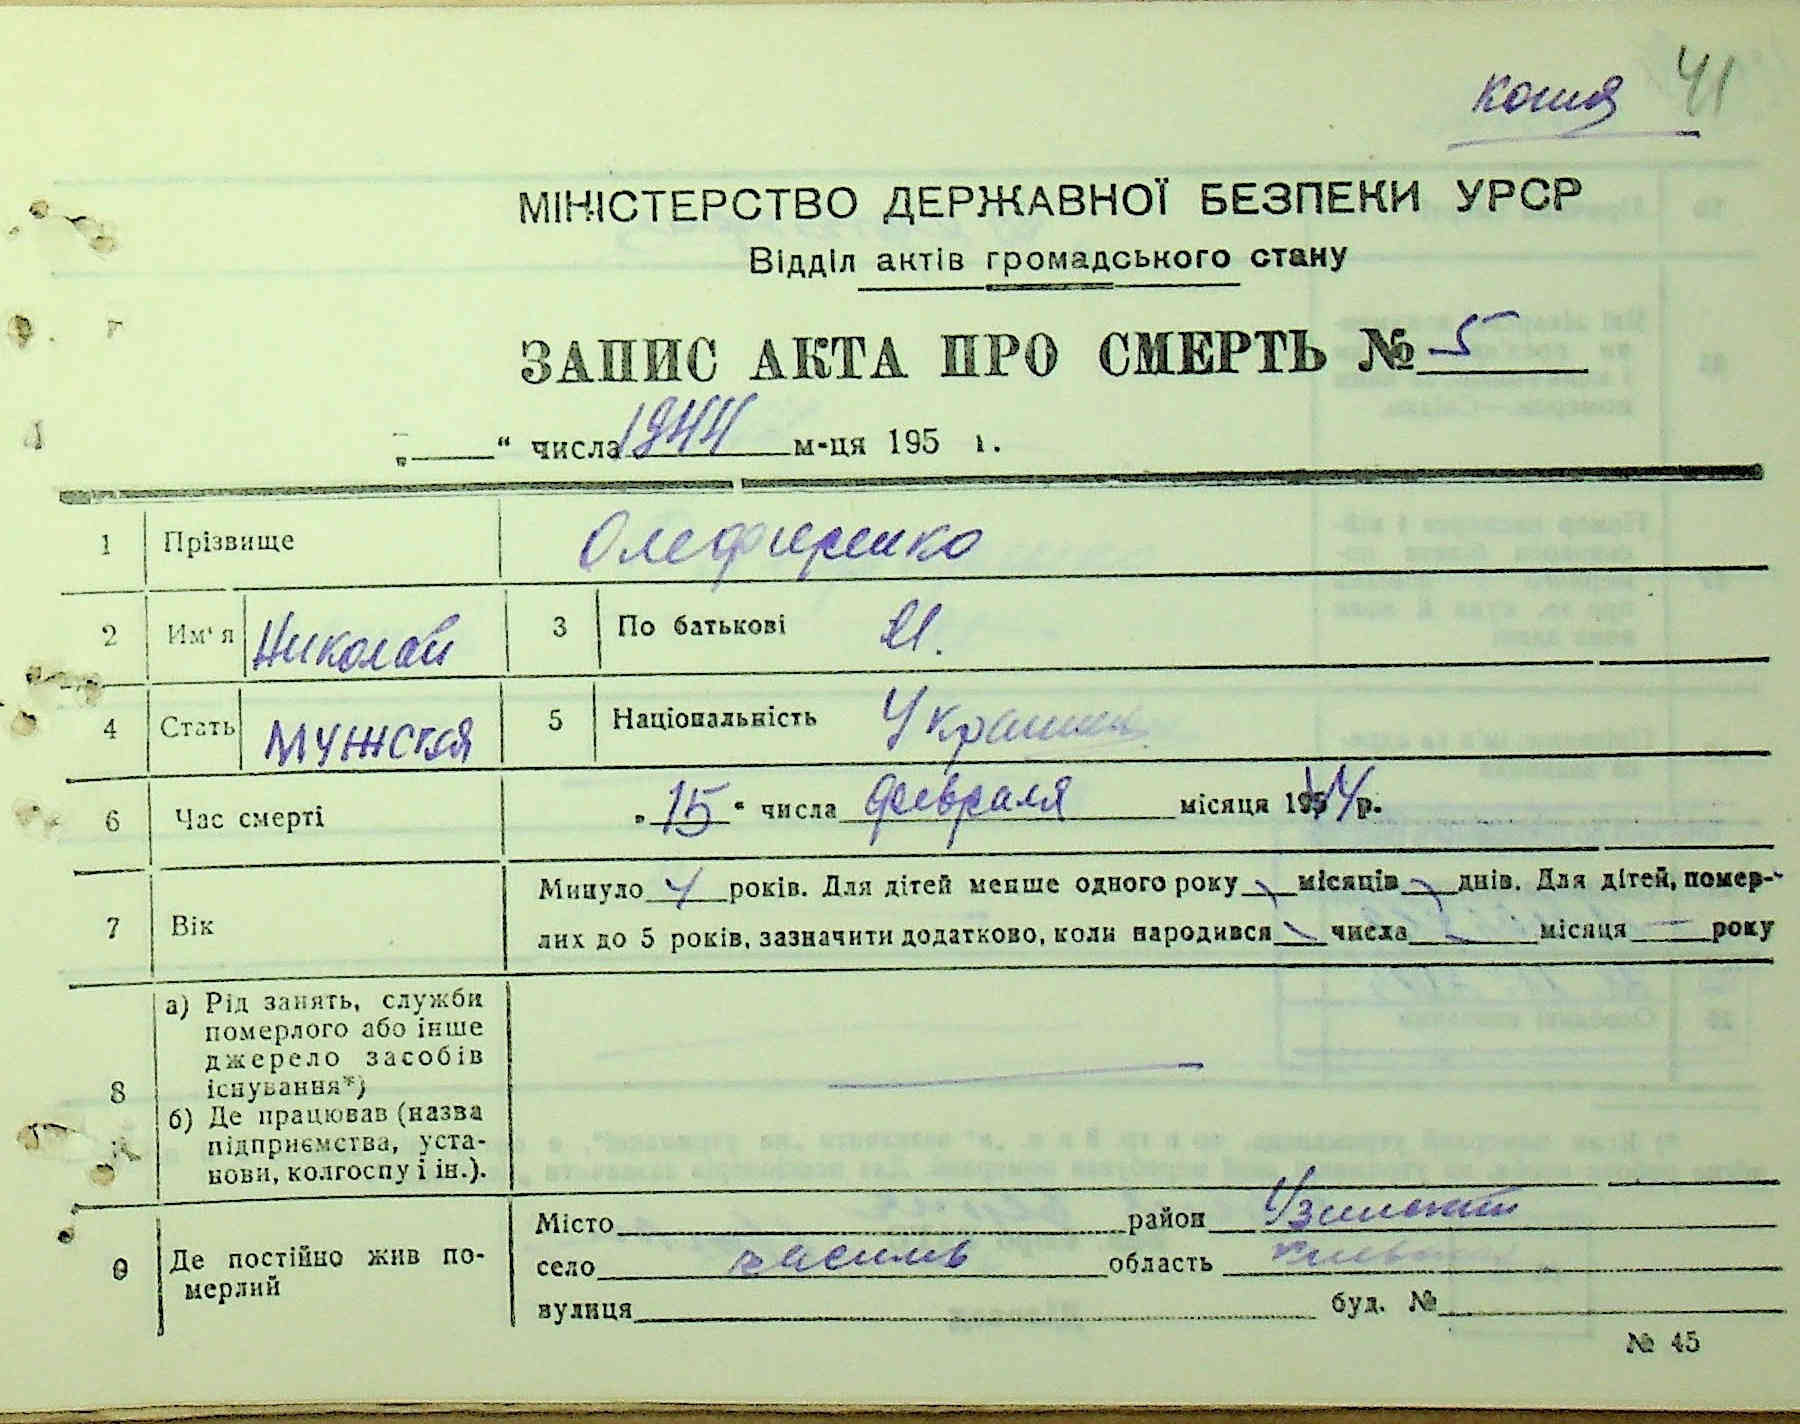 копия 41
МІНІСТЕРСТВО ДЕРЖАВНОЇ БЕЗПЕКИ УРСР
Відділ актів громадського стану
ЗАПИС АКТА ПРО СМЕРТЬ № 5
„ “ числа 1944 м-ця 195 г.
1 Прізвище Олефиренко
2 Им‘я Николай 3 По батькові И.
4 Стать Мужская 5 Національність Украинец
6 Час смерті „15“ числа февраля місяця 1944 р.
7 Вік
Минуло 4 років. Для дітей менше одного року місяців днів. Для дітей, помер-
лих до 5 років, зазначити додатково, коли народився числа місяця року
8
а) Рід занять, служби
померлого або інше
джерело засобів
існування*)
б) Де працював (назва
підприємства, уста-
нови, колгоспу і ін.).
9 Де постійно жив по-
мерлий
Місто район Узинский
село область Киевская
вулиця буд. №
№ 45